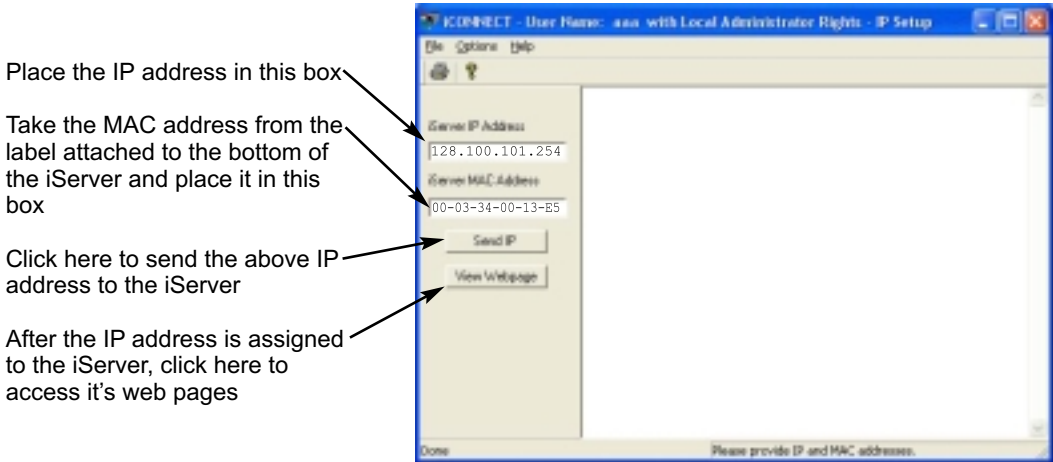 iCONNECT - User Name: aaa with Local Administrator Rights - IP Setup
File Options Help
Place the IP address in this box
Take the MAC address from the
label attached to the bottom of
the iServer and place it in this
box
Click here to send the above IP
address to the iServer
After the IP address is assigned
to the iServer, click here to
access it’s web pages
iServer IP Address
128.100.101.254
iServer MAC Address
00-03-34-00-13-E5
Send IP
View Webpage
Done
Please provide IP and MAC addresses.